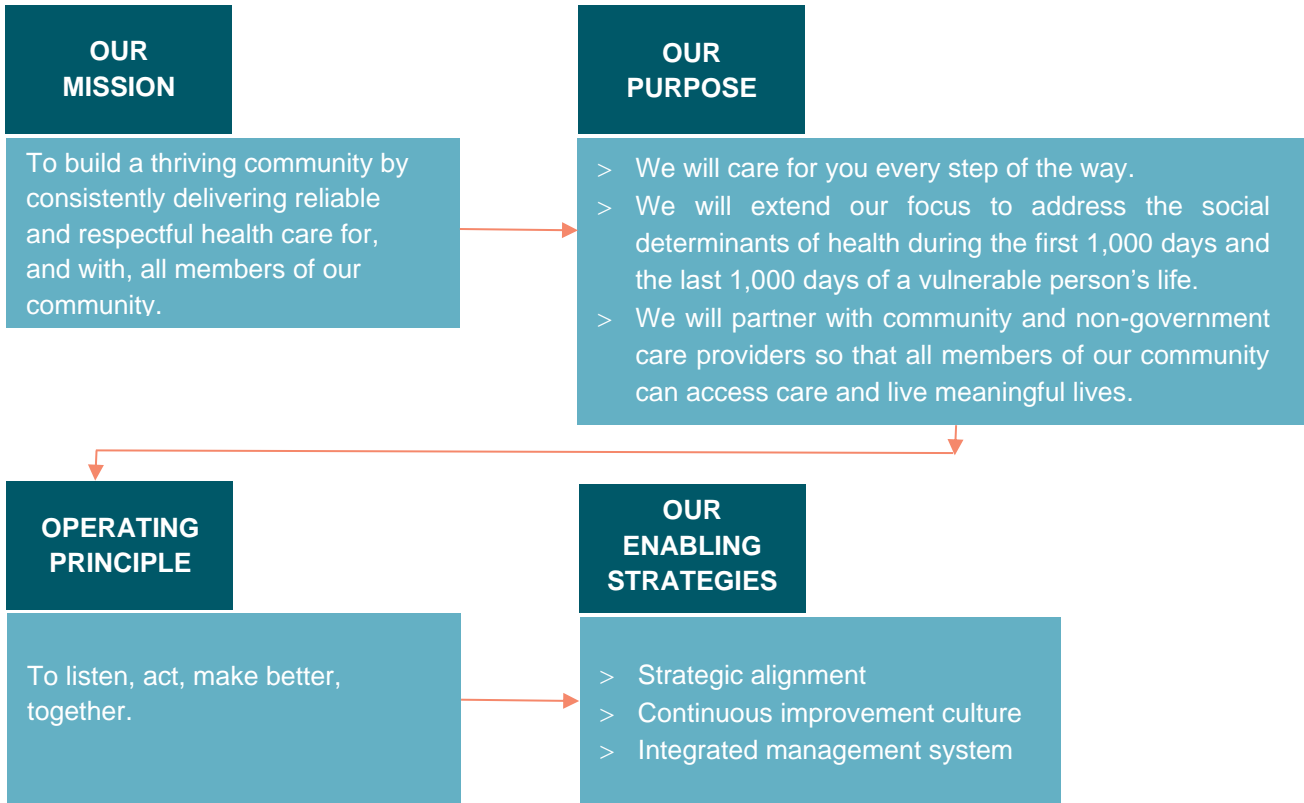 OUR
MISSION
To build a thriving community by
consistently delivering reliable
and respectful health care for,
and with, all members of our
community.
OUR
PURPOSE
> We will care for you every step of the way.
> We will extend our focus to address the social
determinants of health during the first 1,000 days and
the last 1,000 days of a vulnerable person’s life.
> We will partner with community and non-government
care providers so that all members of our community
can access care and live meaningful lives.
OPERATING
PRINCIPLE
To listen, act, make better,
together.
OUR
ENABLING
STRATEGIES
> Strategic alignment
> Continuous improvement culture
> Integrated management system